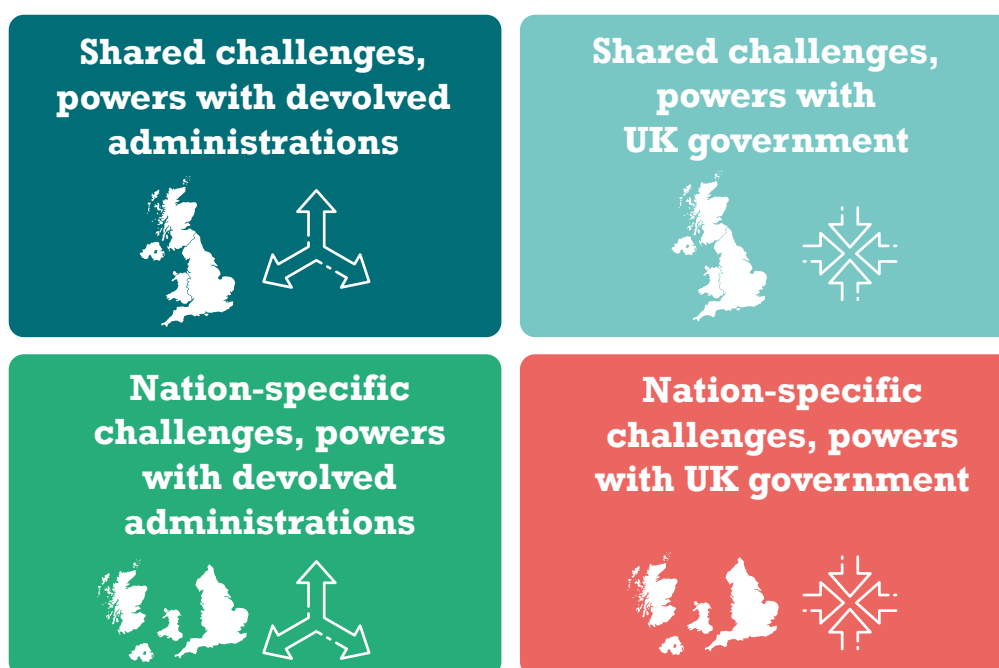 Shared challenges,
powers with devolved
administrations
Shared challenges,
powers with
UK government
Nation-specific
challenges, powers
with devolved
administrations
Nation-specific
challenges, powers
with UK government